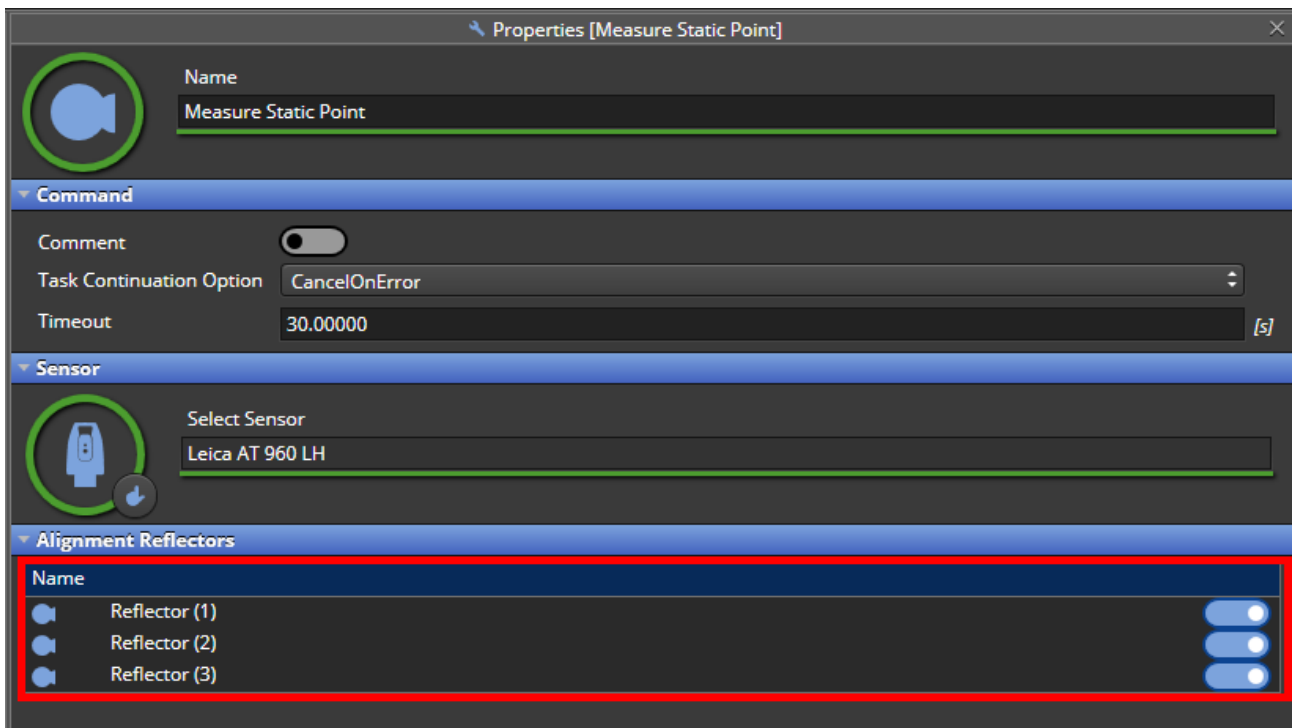 Properties [Measure Static Point]
Name
Measure Static Point
Command
Comment
Task Continuation Option CancelOnError
Timeout 30.00000 [s]
Sensor
Select Sensor
Leica AT 960 LH
Alignment Reflectors
Name
Reflector (1)
Reflector (2)
Reflector (3)